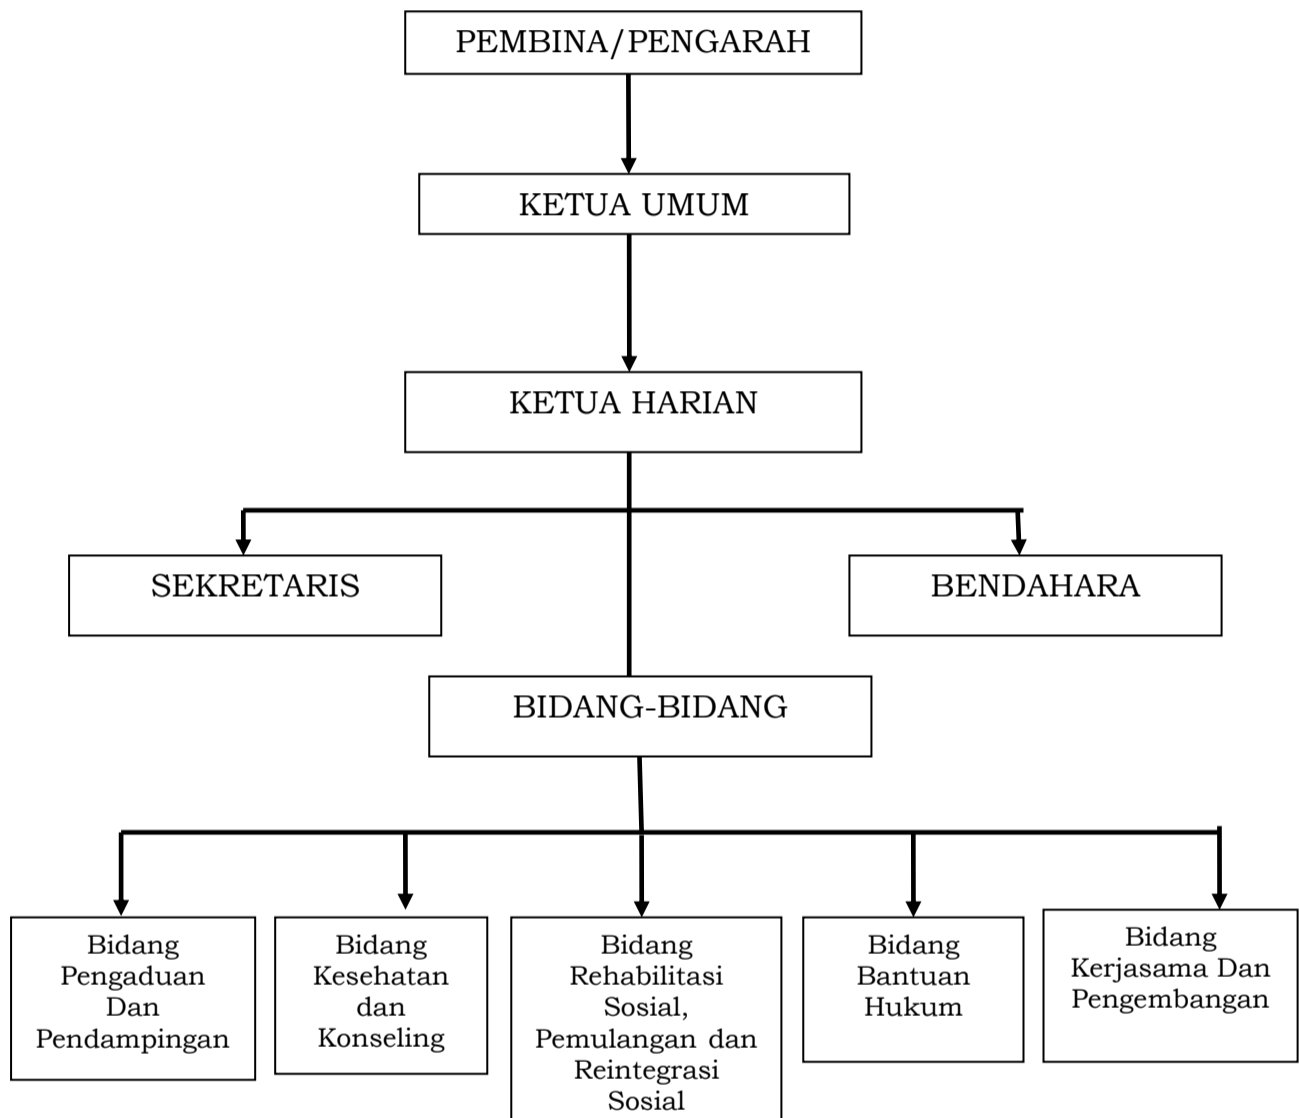 PEMBINA/PENGARAH
KETUA UMUM
KETUA HARIAN
SEKRETARIS
BENDAHARA
BIDANG-BIDANG
Bidang
Pengaduan
Dan
Pendampingan
Bidang
Kesehatan
dan
Konseling
Bidang
Rehabilitasi
Sosial,
Pemulangan dan
Reintegrasi
Sosial
Bidang
Bantuan
Hukum
Bidang
Kerjasama Dan
Pengembangan